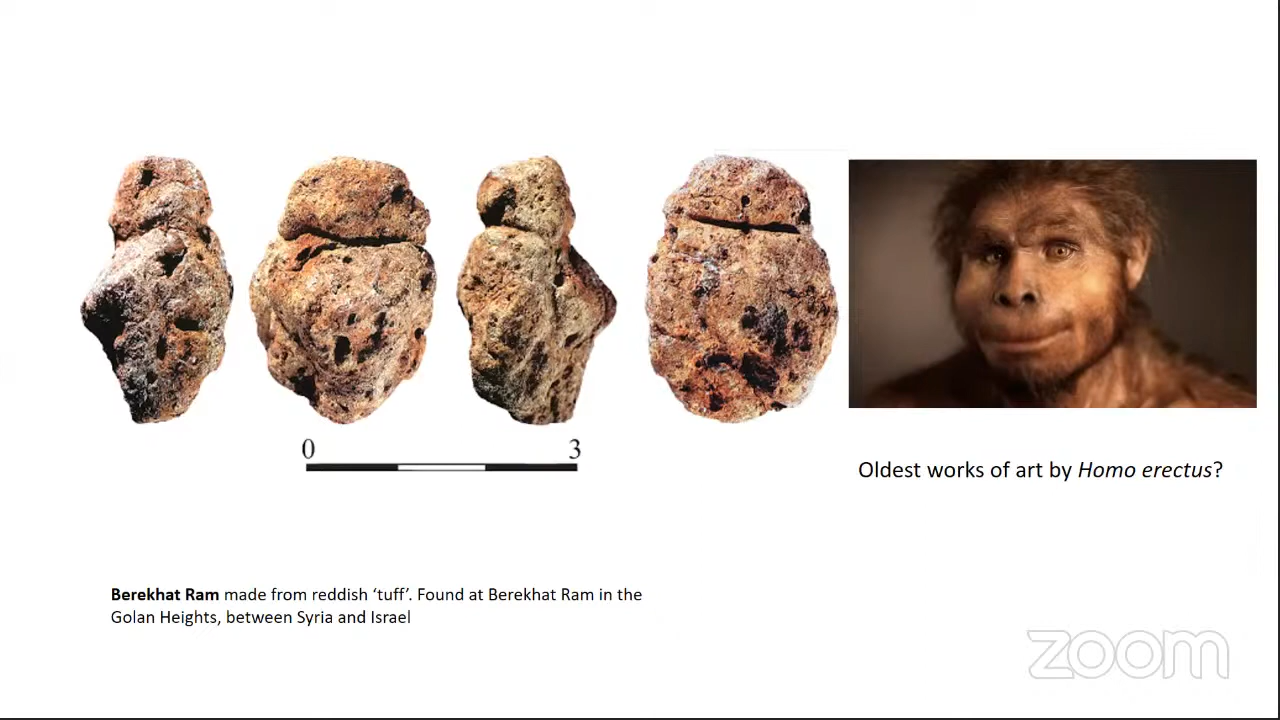 0 3
Oldest works of art by Homo erectus?
Berekhat Ram made from reddish ‘tuff’. Found at Berekhat Ram in the
Golan Heights, between Syria and Israel
zoom